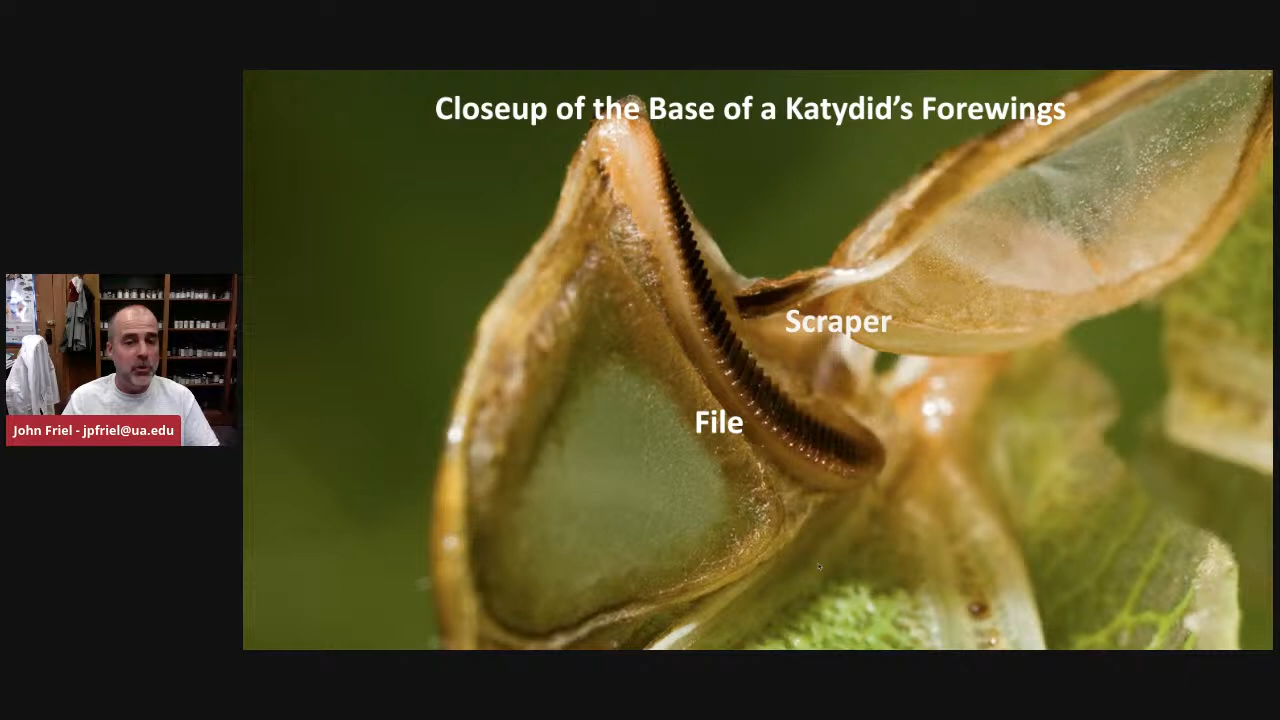 Closeup of the Base of a Katydid's Forewings
Scraper
File
John Friel - jpfriel@ua.edu